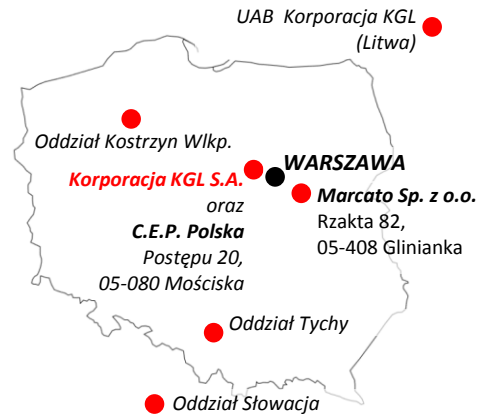 UAB Korporacja KGL
(Litwa)
Oddział Kostrzyn Wlkp.
WARSZAWA
Korporacja KGL S.A.
oraz
C.E.P. Polska
Postępu 20,
05-080 Mościska
Marcato Sp. z o.o.
Rzakta 82,
05-408 Glinianka
Oddział Tychy
Oddział Słowacja